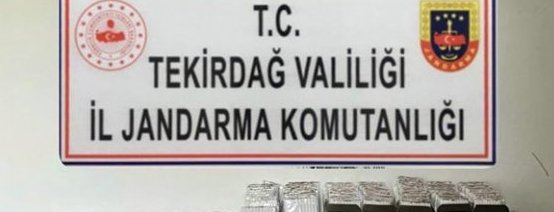 T.C.
TEKİRDAĞ VALİLİĞİ
İL JANDARMA KOMUTANLIĞI